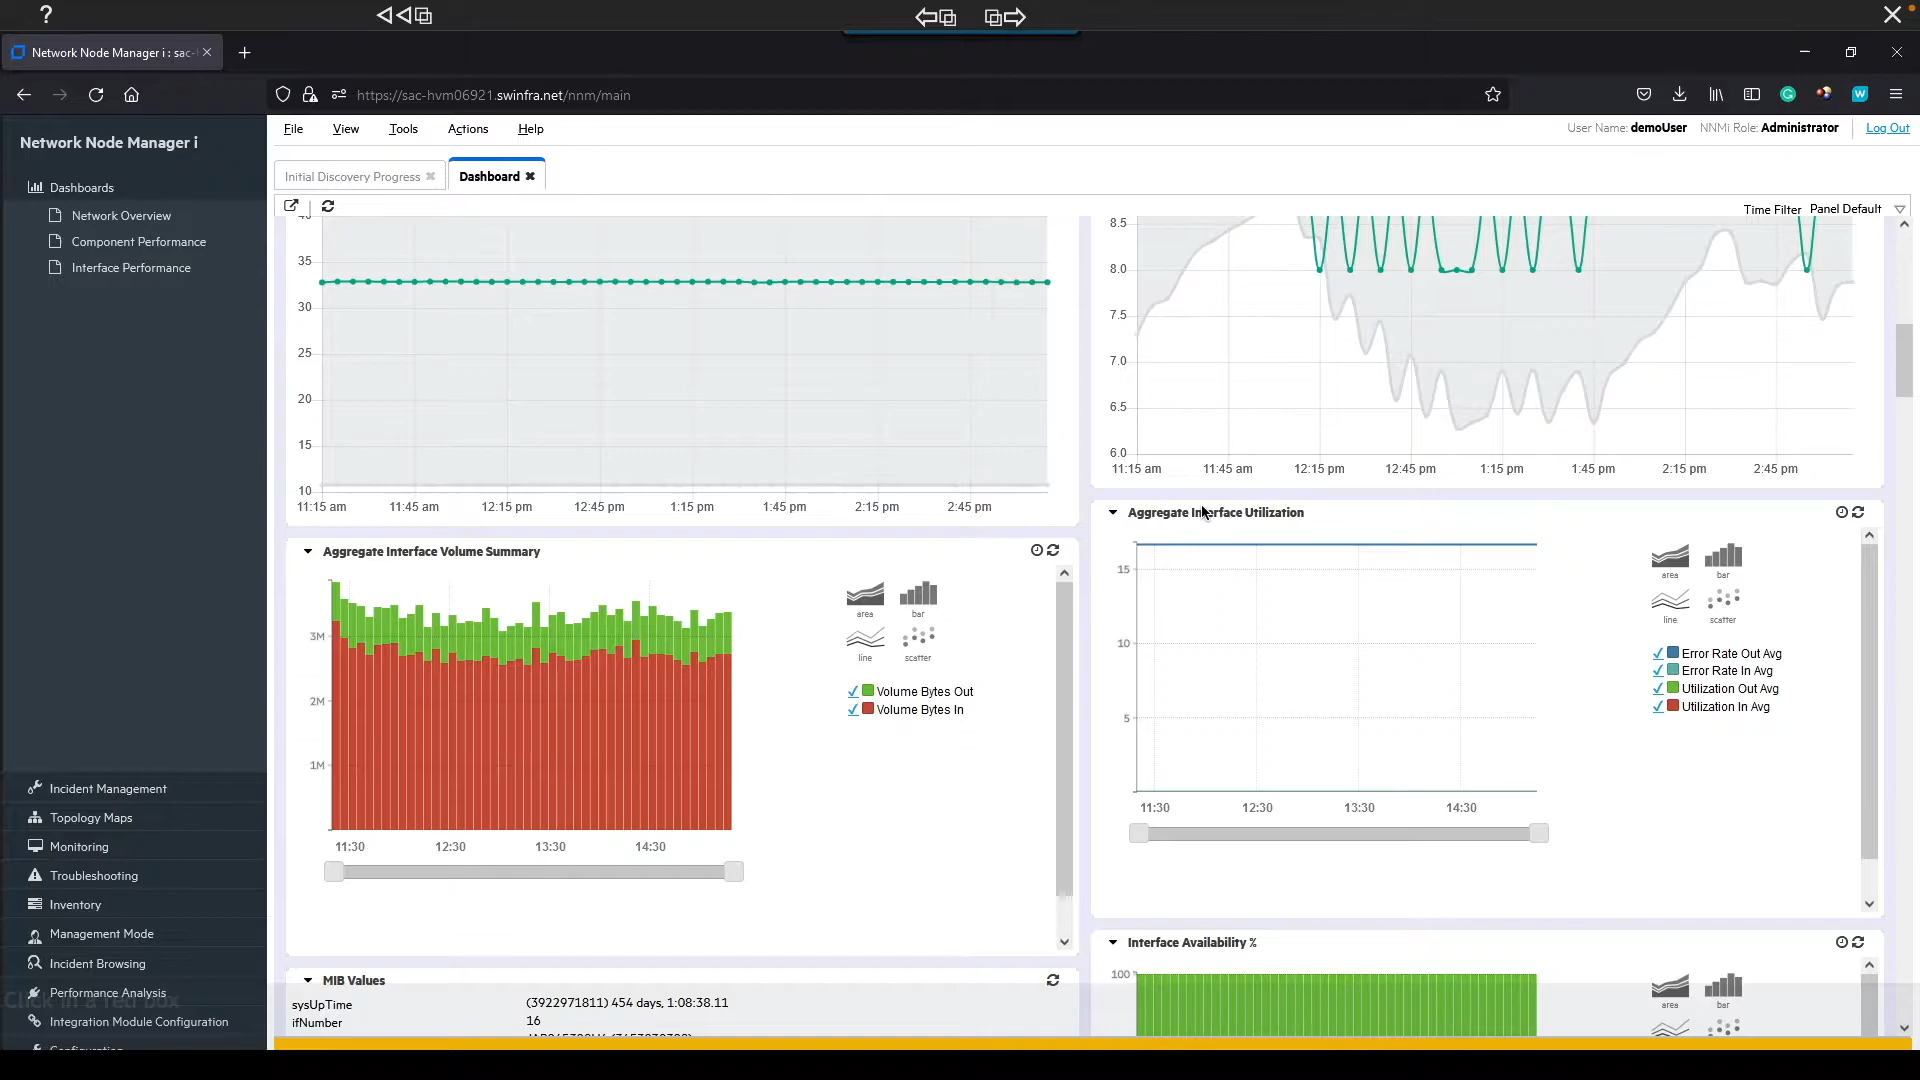 ?
Network Node Manager i : sac-
https://sac-hvm06921.swinfra.net/nnm/main
Network Node Manager i
Dashboards
Network Overview
Component Performance
Interface Performance
Incident Management
Topology Maps
Monitoring
Troubleshooting
Inventory
Management Mode
Incident Browsing
Performance Analysis
Click in a red box
Integration Module Configuration
Configuration
File View Tools Actions Help
User Name: demoUser NNMi Role: Administrator Log Out
Initial Discovery Progress
Dashboard
Time Filter Panel Default
40
35
30
25
20
15
10
11:15 am 11:45 am 12:15 pm 12:45 pm 1:15 pm 1:45 pm 2:15 pm 2:45 pm
8.5
8.0
7.5
7.0
6.5
6.0
11:15 am 11:45 am 12:15 pm 12:45 pm 1:15 pm 1:45 pm 2:15 pm 2:45 pm
Aggregate Interface Volume Summary
3M
2M
1M
11:30 12:30 13:30 14:30
area bar
line scatter
Volume Bytes Out
Volume Bytes In
Aggregate Interface Utilization
15
10
5
11:30 12:30 13:30 14:30
area bar
line scatter
Error Rate Out Avg
Error Rate In Avg
Utilization Out Avg
Utilization In Avg
MIB Values
sysUpTime (3922971811) 454 days, 1:08:38.11
ifNumber 16
Interface Availability %
100
area bar